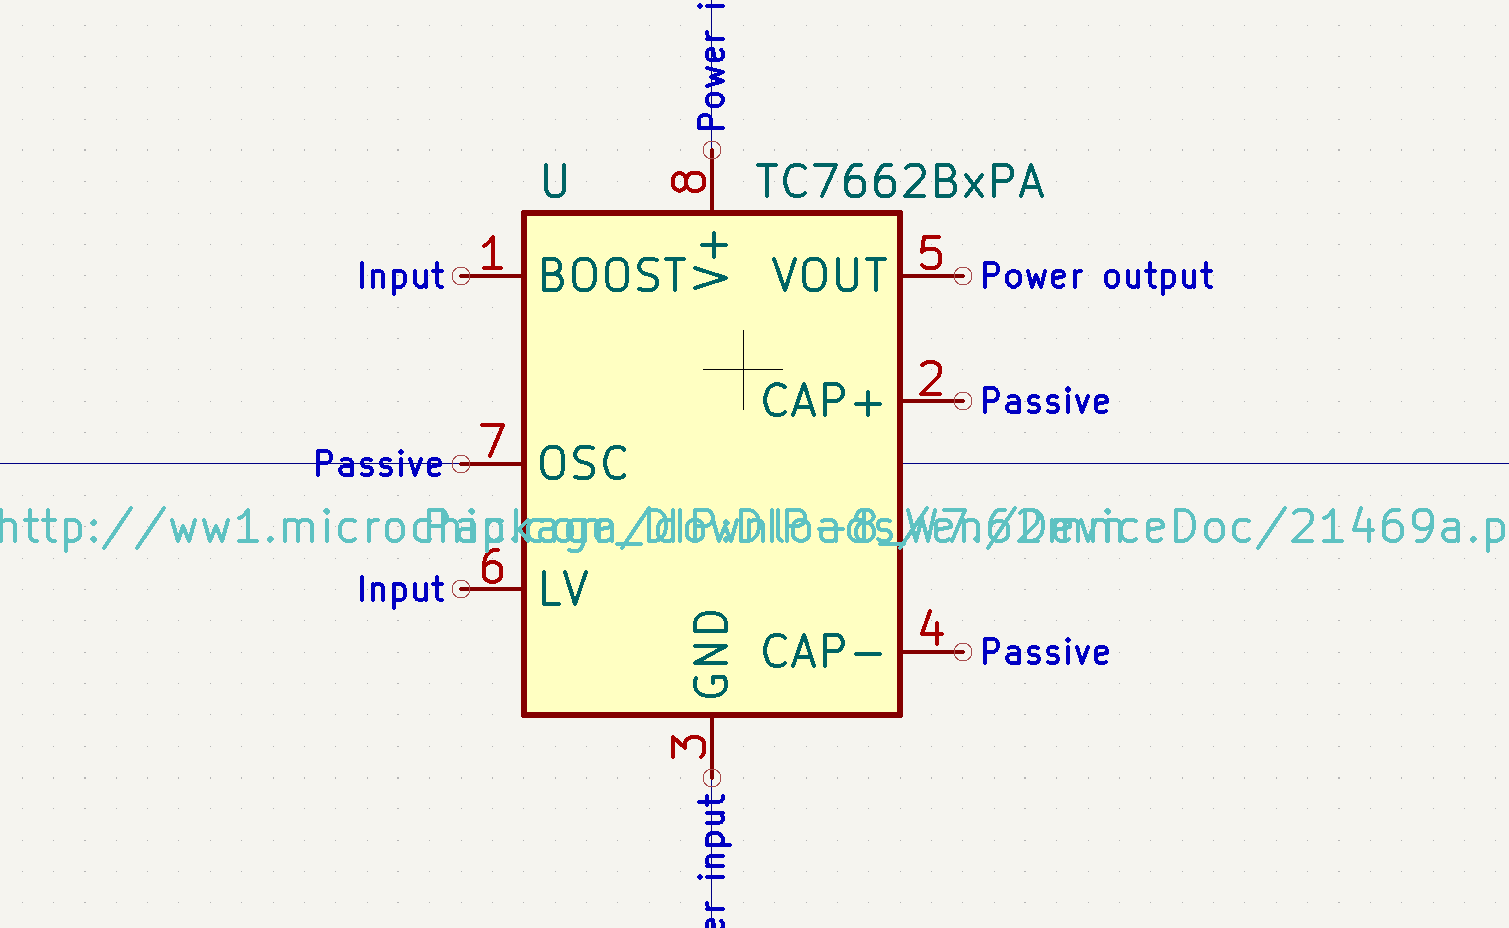 Power i
U
8
TC7662BxPA
Input
1
BOOST
V+
VOUT
5
Power output
CAP+
2
Passive
Passive
7
OSC
http://ww1.microchip.com/downloads/en/DeviceDoc/21469a.p
Package_DIP:DIP-8_W7.62mm
Input
6
LV
GND
CAP-
4
Passive
3
er input